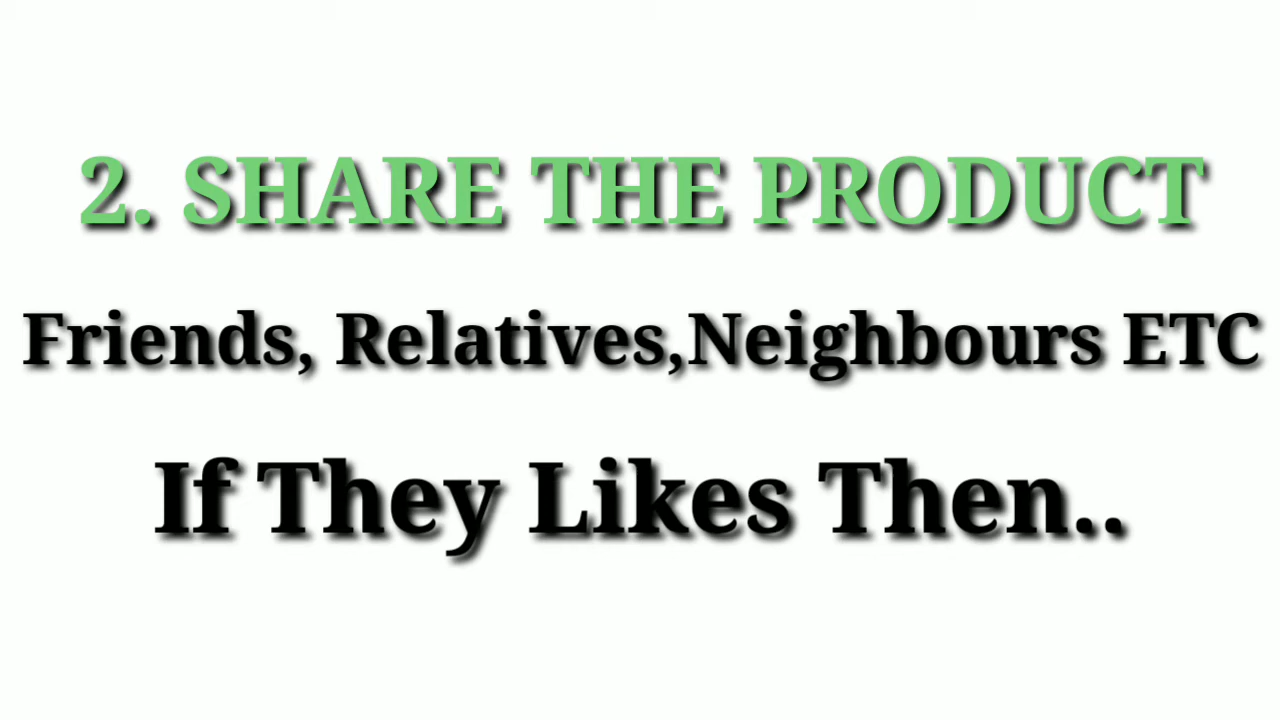 2. SHARE THE PRODUCT
Friends, Relatives,Neighbours ETC
If They Likes Then..